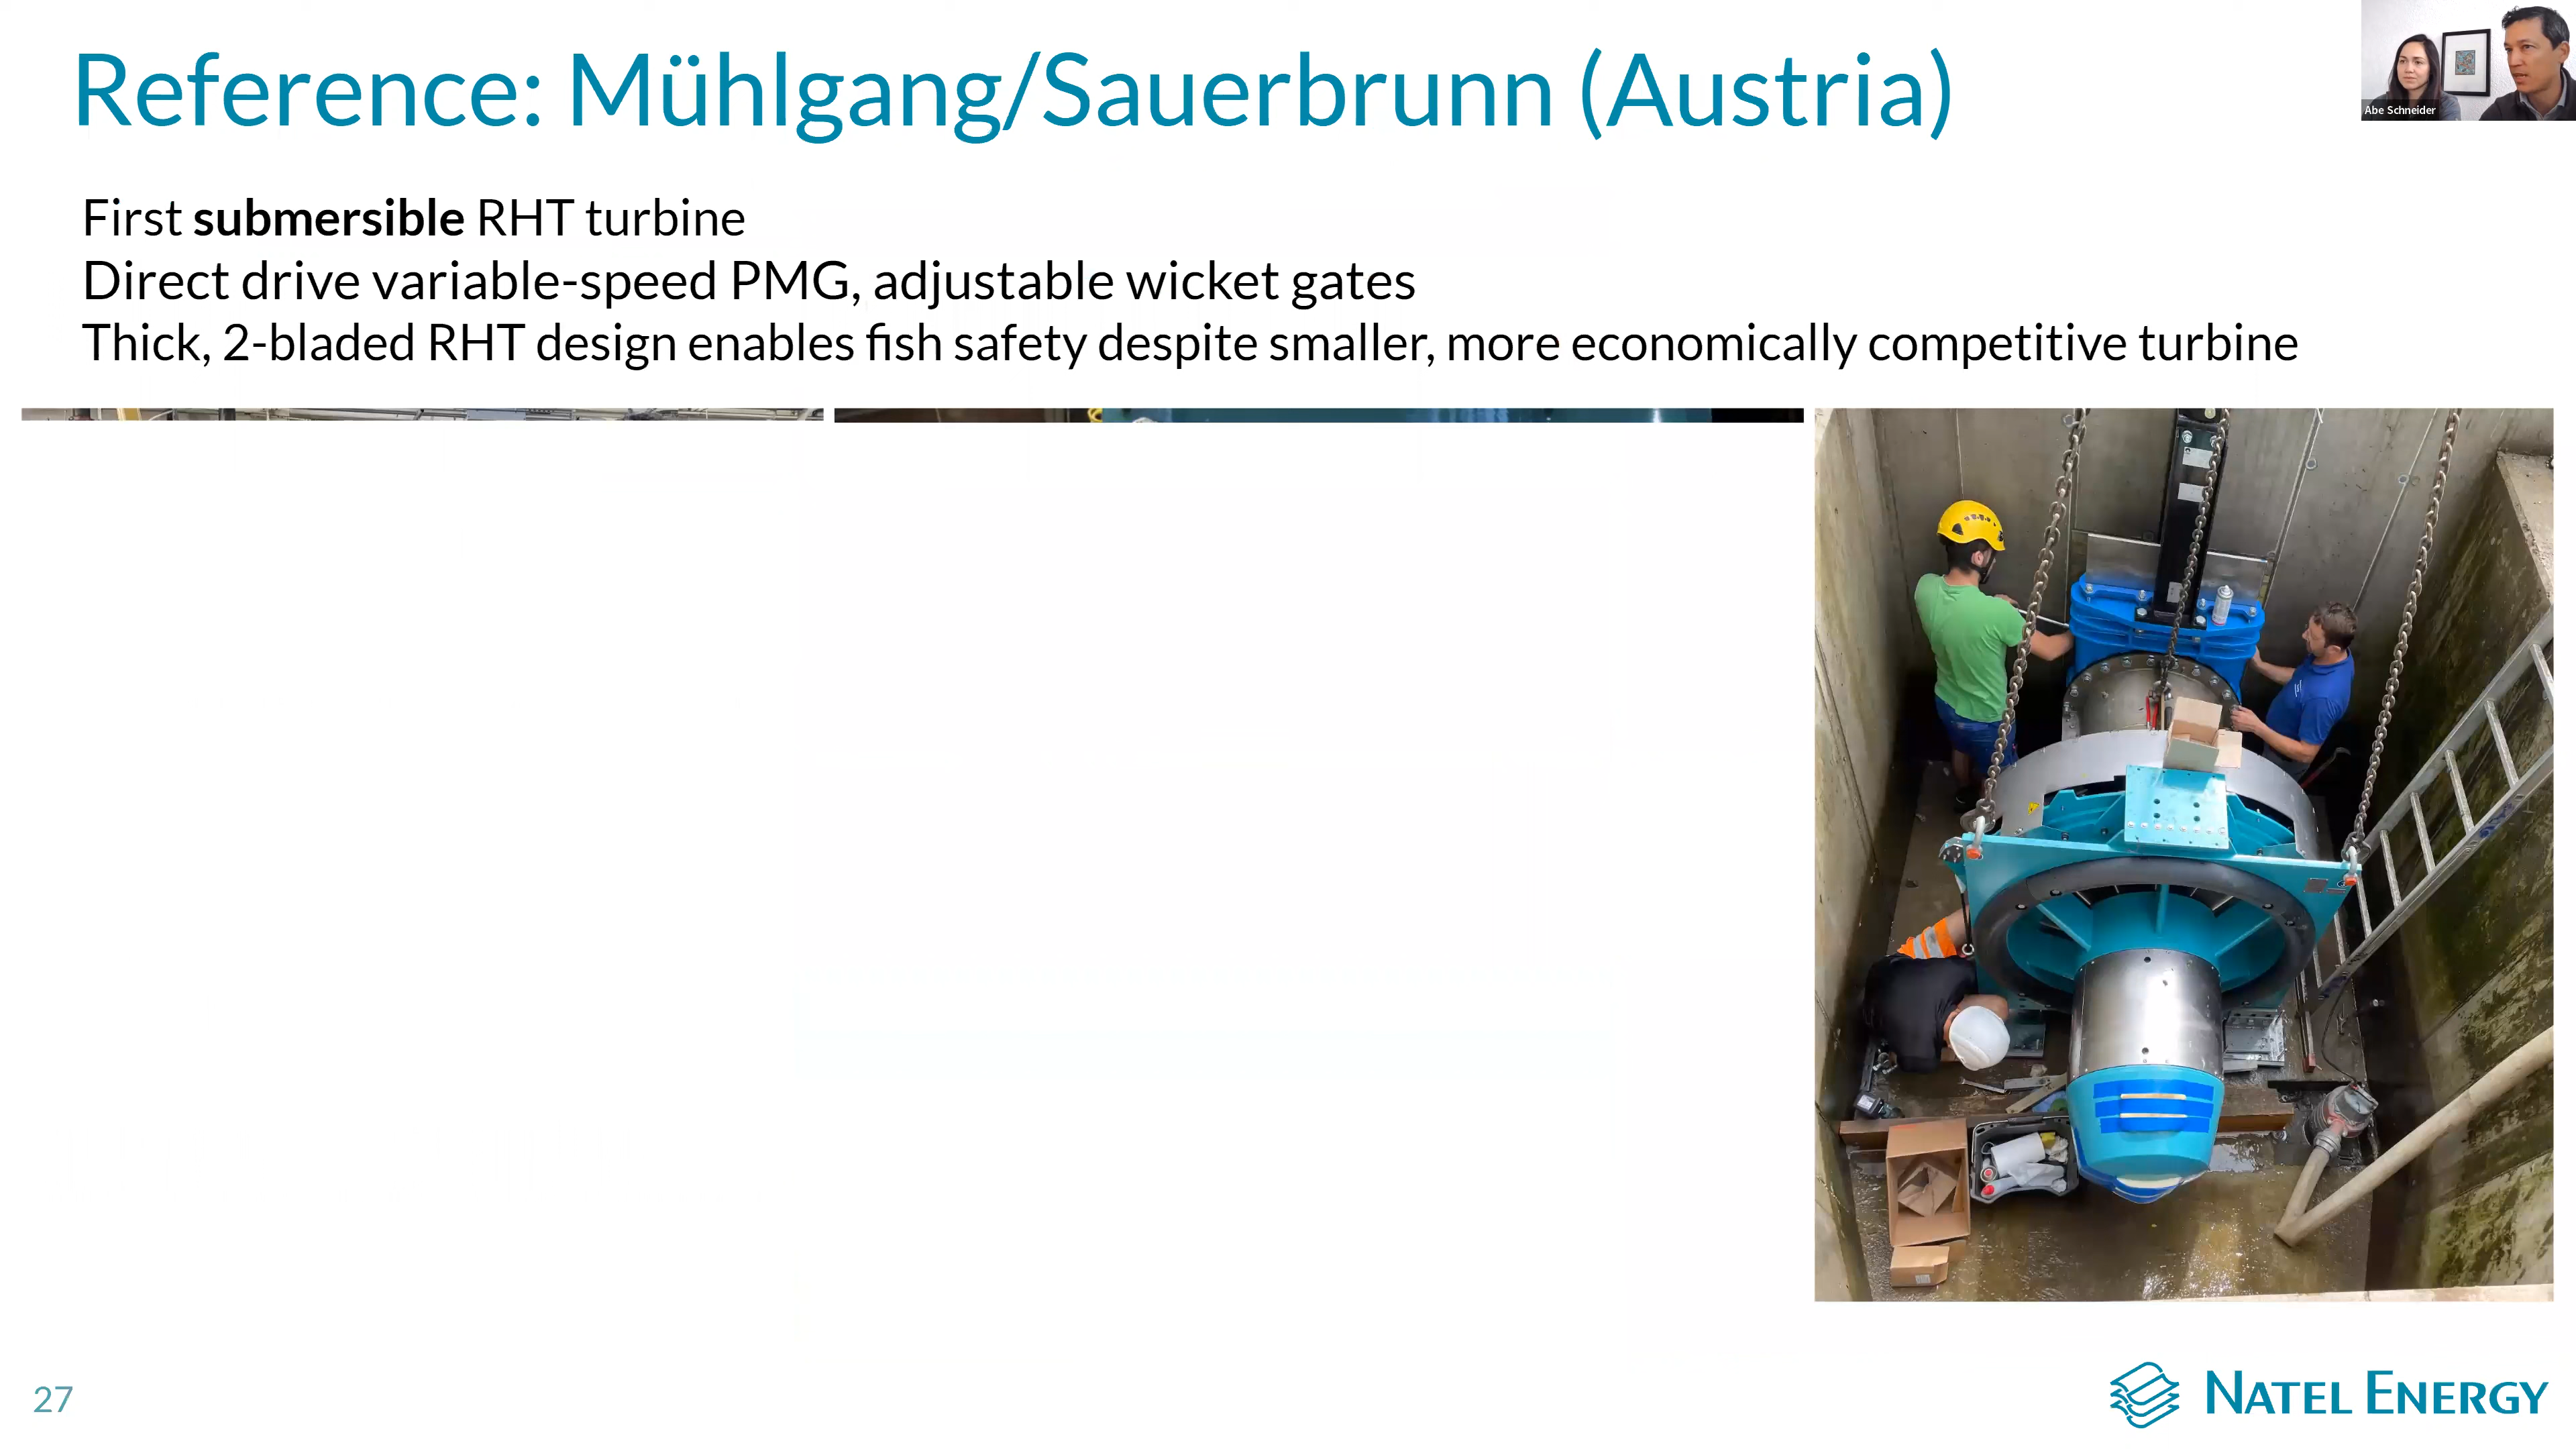 Reference: Mühlgang/Sauerbrunn (Austria)
Abe Schneider
First submersible RHT turbine
Direct drive variable-speed PMG, adjustable wicket gates
Thick, 2-bladed RHT design enables fish safety despite smaller, more economically competitive turbine
27
NATEL ENERGY